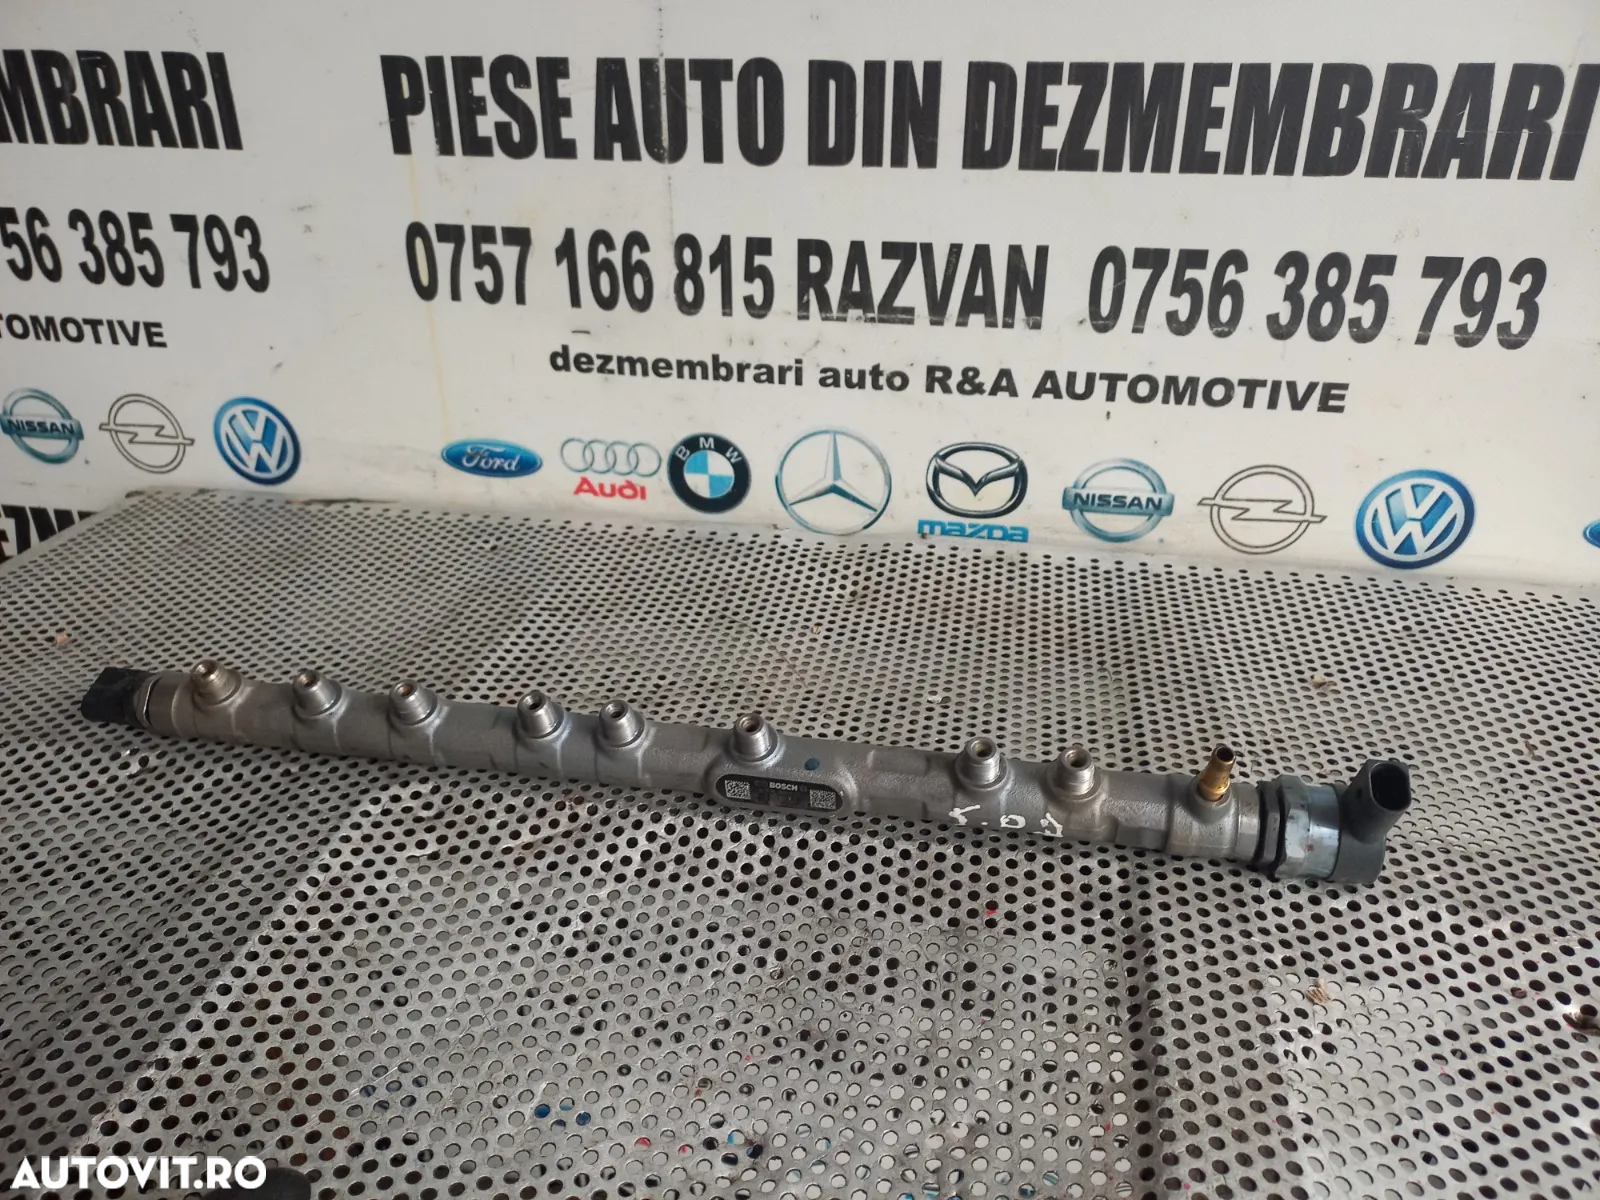 MBRARI
PIESE AUTO DIN DEZMEMBRARI
56 385 793
0757 166 815 RAZVAN 0756 385 793
TOMOTIVE
dezmembrari auto R&A AUTOMOTIVE
NISSAN
Ford
Audi
BMW
mazda
NISSAN
BOSCH
AUTOVIT.RO